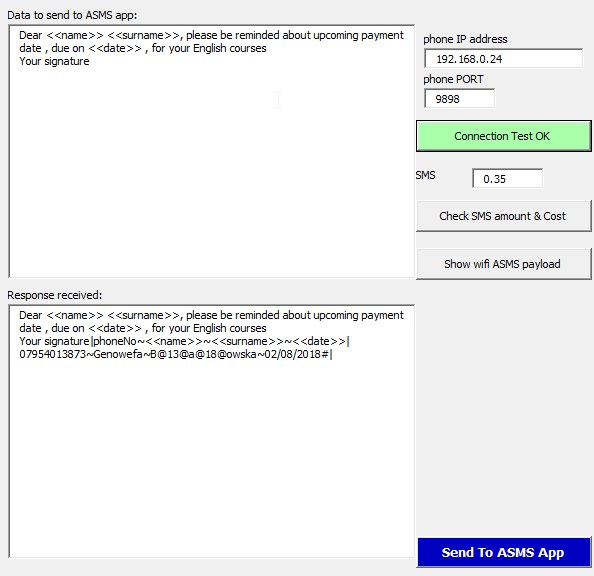 Data to send to ASMS app:
Dear <<name>> <<surname>>, please be reminded about upcoming payment
date , due on <<date>> , for your English courses
Your signature
phone IP address
192.168.0.24
phone PORT
9898
Connection Test OK
SMS
0.35
Check SMS amount & Cost
Show wifi ASMS payload
Response received:
Dear <<name>> <<surname>>, please be reminded about upcoming payment
date , due on <<date>> , for your English courses
Your signature|phoneNo~<<name>>~<<surname>>~<<date>>|
07954013873~Genowefa~B@13@a@18@owska~02/08/2018#|
Send To ASMS App